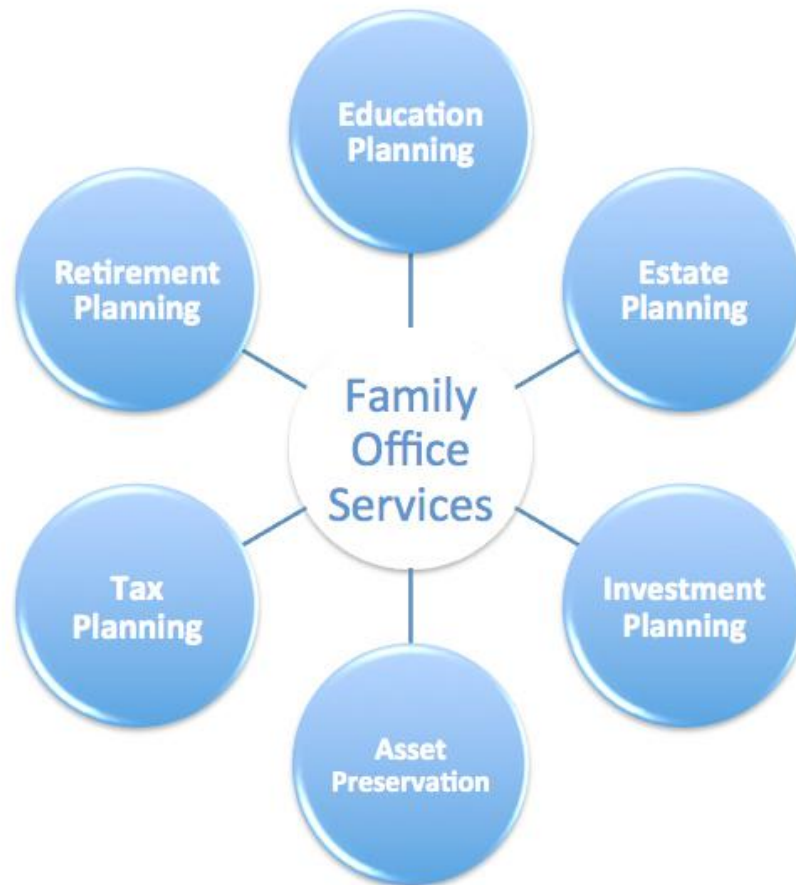 Education
Planning
Estate
Planning
Investment
Planning
Asset
Preservation
Tax
Planning
Retirement
Planning
Family
Office
Services